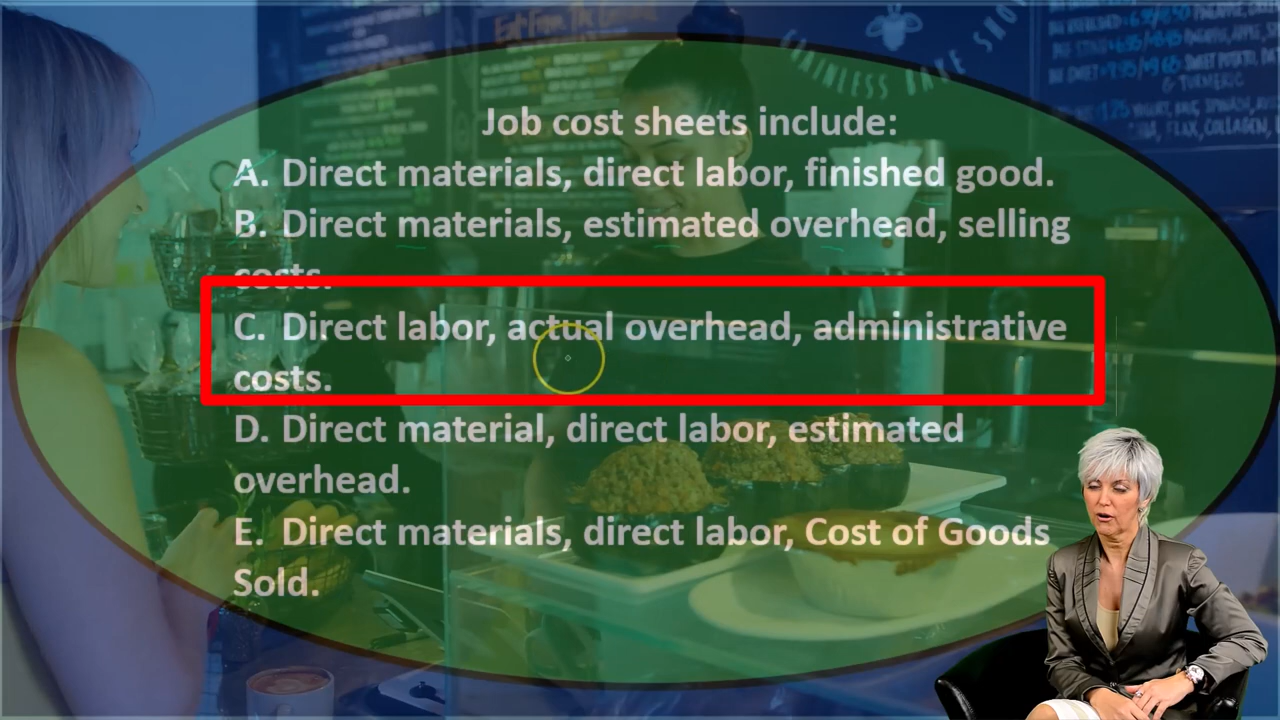 Job cost sheets include:
A. Direct materials, direct labor, finished good.
B. Direct materials, estimated overhead, selling
costs.
C. Direct labor, actual overhead, administrative
costs.
D. Direct material, direct labor, estimated
overhead.
E. Direct materials, direct labor, Cost of Goods
Sold.